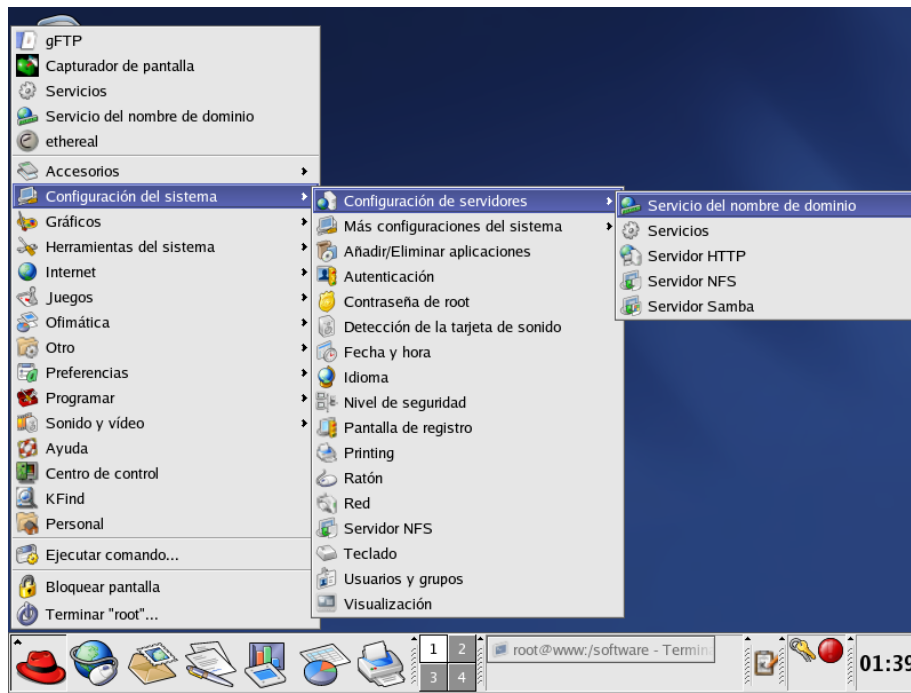 gFTP
Capturador de pantalla
Servicios
Servicio del nombre de dominio
ethereal
Accesorios
Configuración del sistema
Gráficos
Herramientas del sistema
Internet
Juegos
Ofimática
Otro
Preferencias
Programar
Sonido y vídeo
Ayuda
Centro de control
KFind
Personal
Ejecutar comando...
Bloquear pantalla
Terminar "root"...
Configuración de servidores
Más configuraciones del sistema
Añadir/Eliminar aplicaciones
Autenticación
Contraseña de root
Detección de la tarjeta de sonido
Fecha y hora
Idioma
Nivel de seguridad
Pantalla de registro
Printing
Ratón
Red
Servidor NFS
Teclado
Usuarios y grupos
Visualización
Servicio del nombre de dominio
Servicios
Servidor HTTP
Servidor NFS
Servidor Samba
1 2
3 4
root@www:/software - Termin
01:39